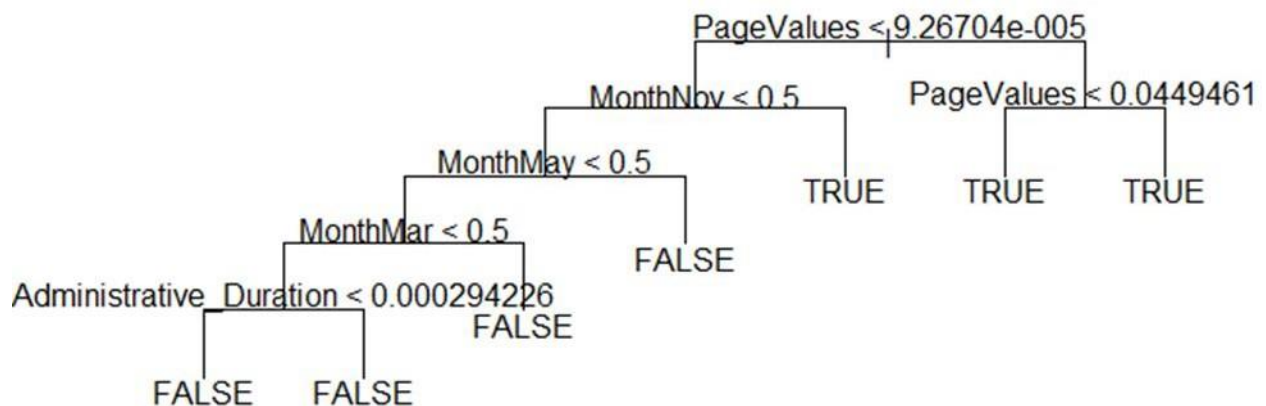 PageValues < 9.26704e-005
MonthNov < 0.5
PageValues < 0.0449461
MonthMay < 0.5
TRUE
TRUE
TRUE
MonthMar < 0.5
FALSE
Administrative_Duration < 0.000294226
FALSE
FALSE
FALSE